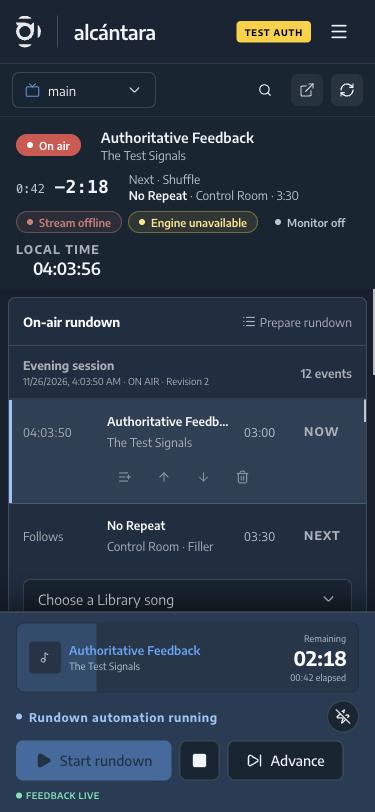 alcántara
TEST AUTH
main
On air
Authoritative Feedback
The Test Signals
0:42 −2:18
Next · Shuffle
No Repeat · Control Room · 3:30
Stream offline
Engine unavailable
Monitor off
LOCAL TIME
04:03:56
On-air rundown
Prepare rundown
Evening session
11/26/2026, 4:03:50 AM · ON AIR · Revision 2
12 events
04:03:50
Authoritative Feedb...
The Test Signals
03:00
NOW
Follows
No Repeat
Control Room · Filler
03:30
NEXT
Choose a Library song
Authoritative Feedback
The Test Signals
Remaining
02:18
00:42 elapsed
Rundown automation running
Start rundown
Advance
FEEDBACK LIVE